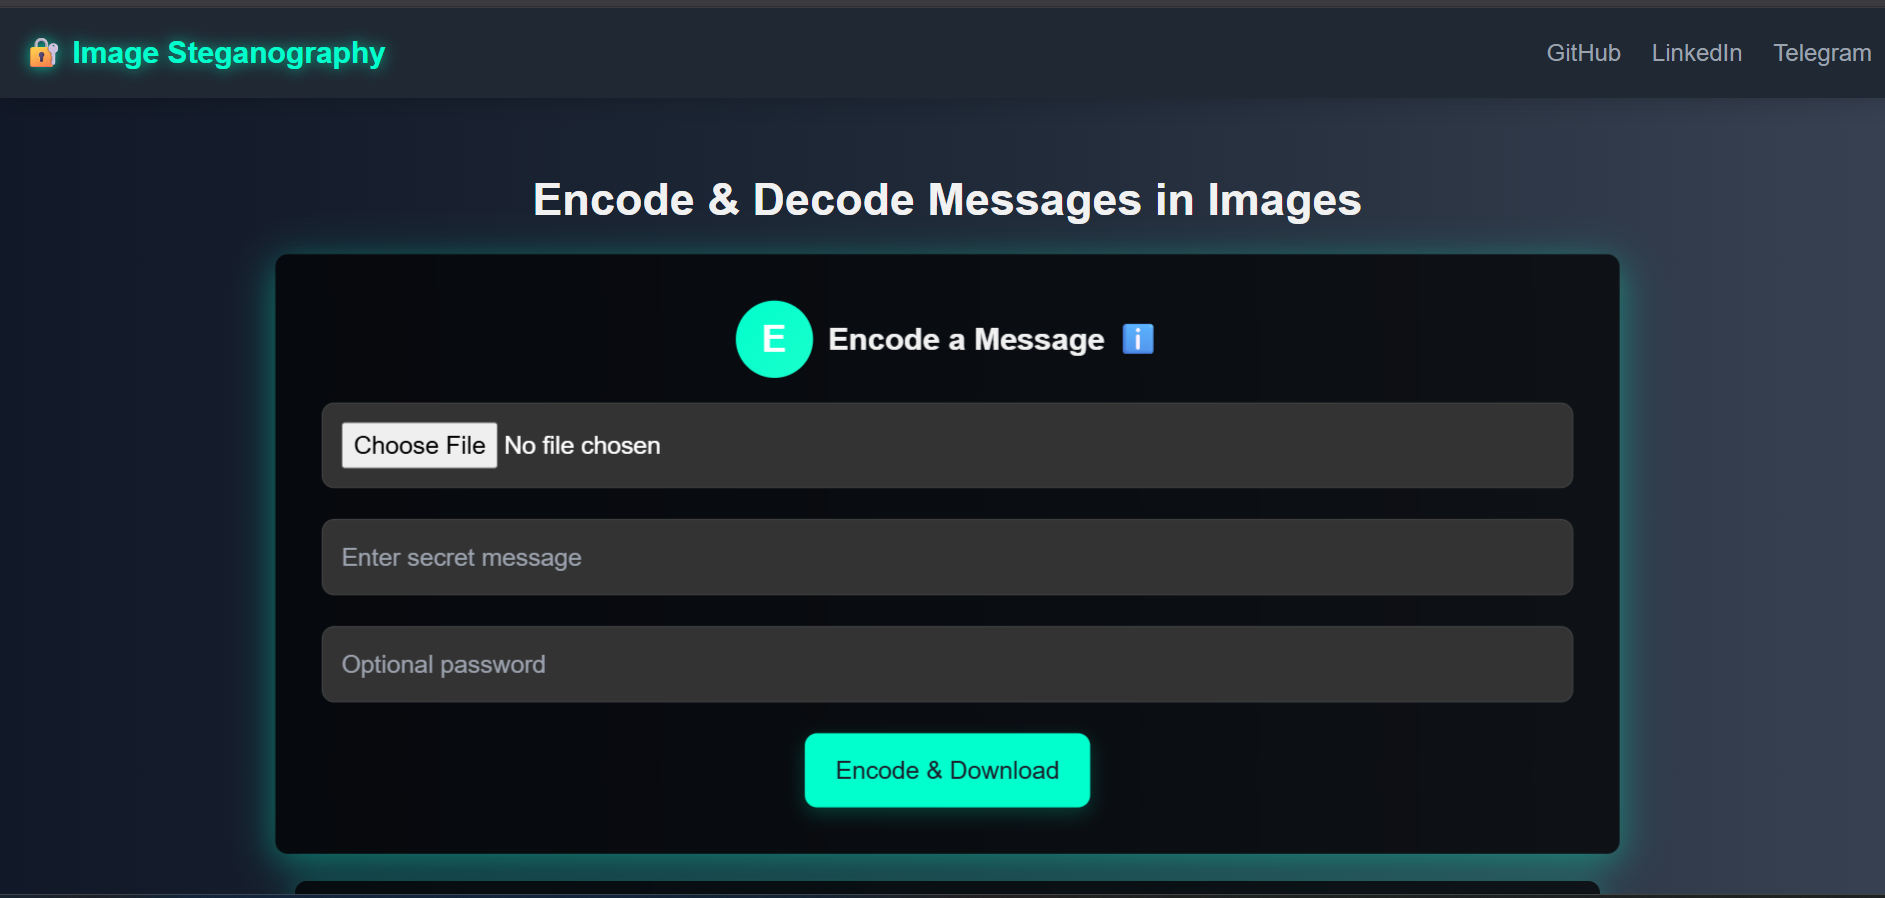 🔐 Image Steganography
GitHub LinkedIn Telegram
Encode & Decode Messages in Images
E Encode a Message ℹ️
Choose File No file chosen
Enter secret message
Optional password
Encode & Download